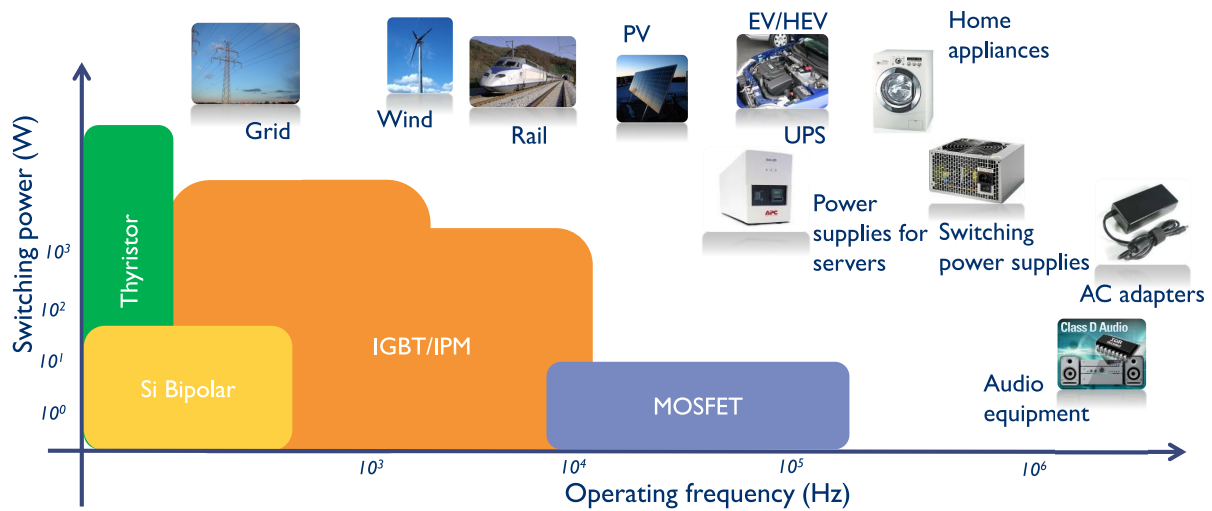 EV/HEV
Home
appliances
PV
Grid
Wind
Rail
UPS
APC
Power
supplies for
servers
Switching
power supplies
AC adapters
Class D Audio
IGR
Audio
equipment
Switching power (W)
10³
10²
10¹
10⁰
Thyristor
Si Bipolar
IGBT/IPM
MOSFET
10³
10⁴
10⁵
10⁶
Operating frequency (Hz)